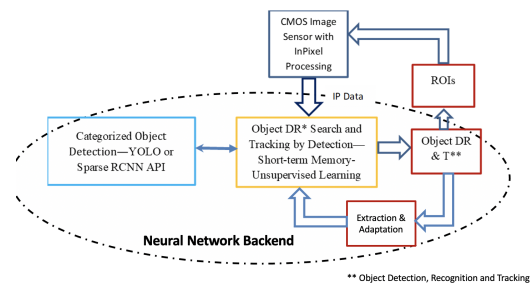 CMOS Image
Sensor with
InPixel
Processing
IP Data
ROIs
Categorized Object
Detection—YOLO or
Sparse RCNN API
Object DR* Search and
Tracking by Detection—
Short-term Memory-
Unsupervised Learning
Object DR
& T**
Extraction &
Adaptation
Neural Network Backend
** Object Detection, Recognition and Tracking